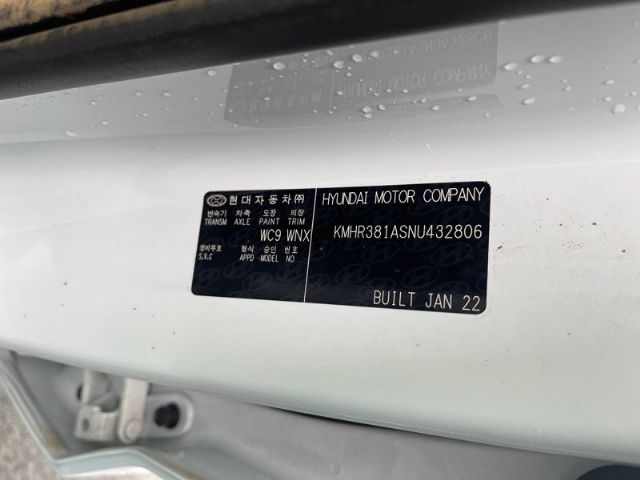 현대자동차㈜
변속기 차축 도장 의장
TRANSM AXLE PAINT TRIM
WC9 WNX
정비부호 형식 승인 번호
S.V.C APPD MODEL NO
HYUNDAI MOTOR COMPANY
KMHR381ASNU432806
BUILT JAN 22